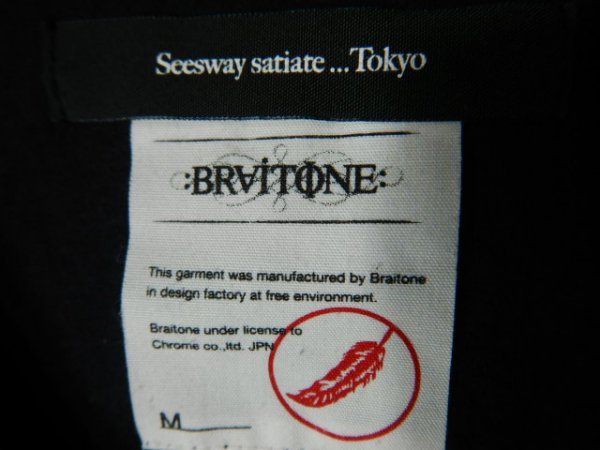 Seesway satiate...Tokyo
:BRAiTONE:
This garment was manufactured by Braitone
in design factory at free environment.
Braitone under license to
Chrome co.,ltd. JPN
M